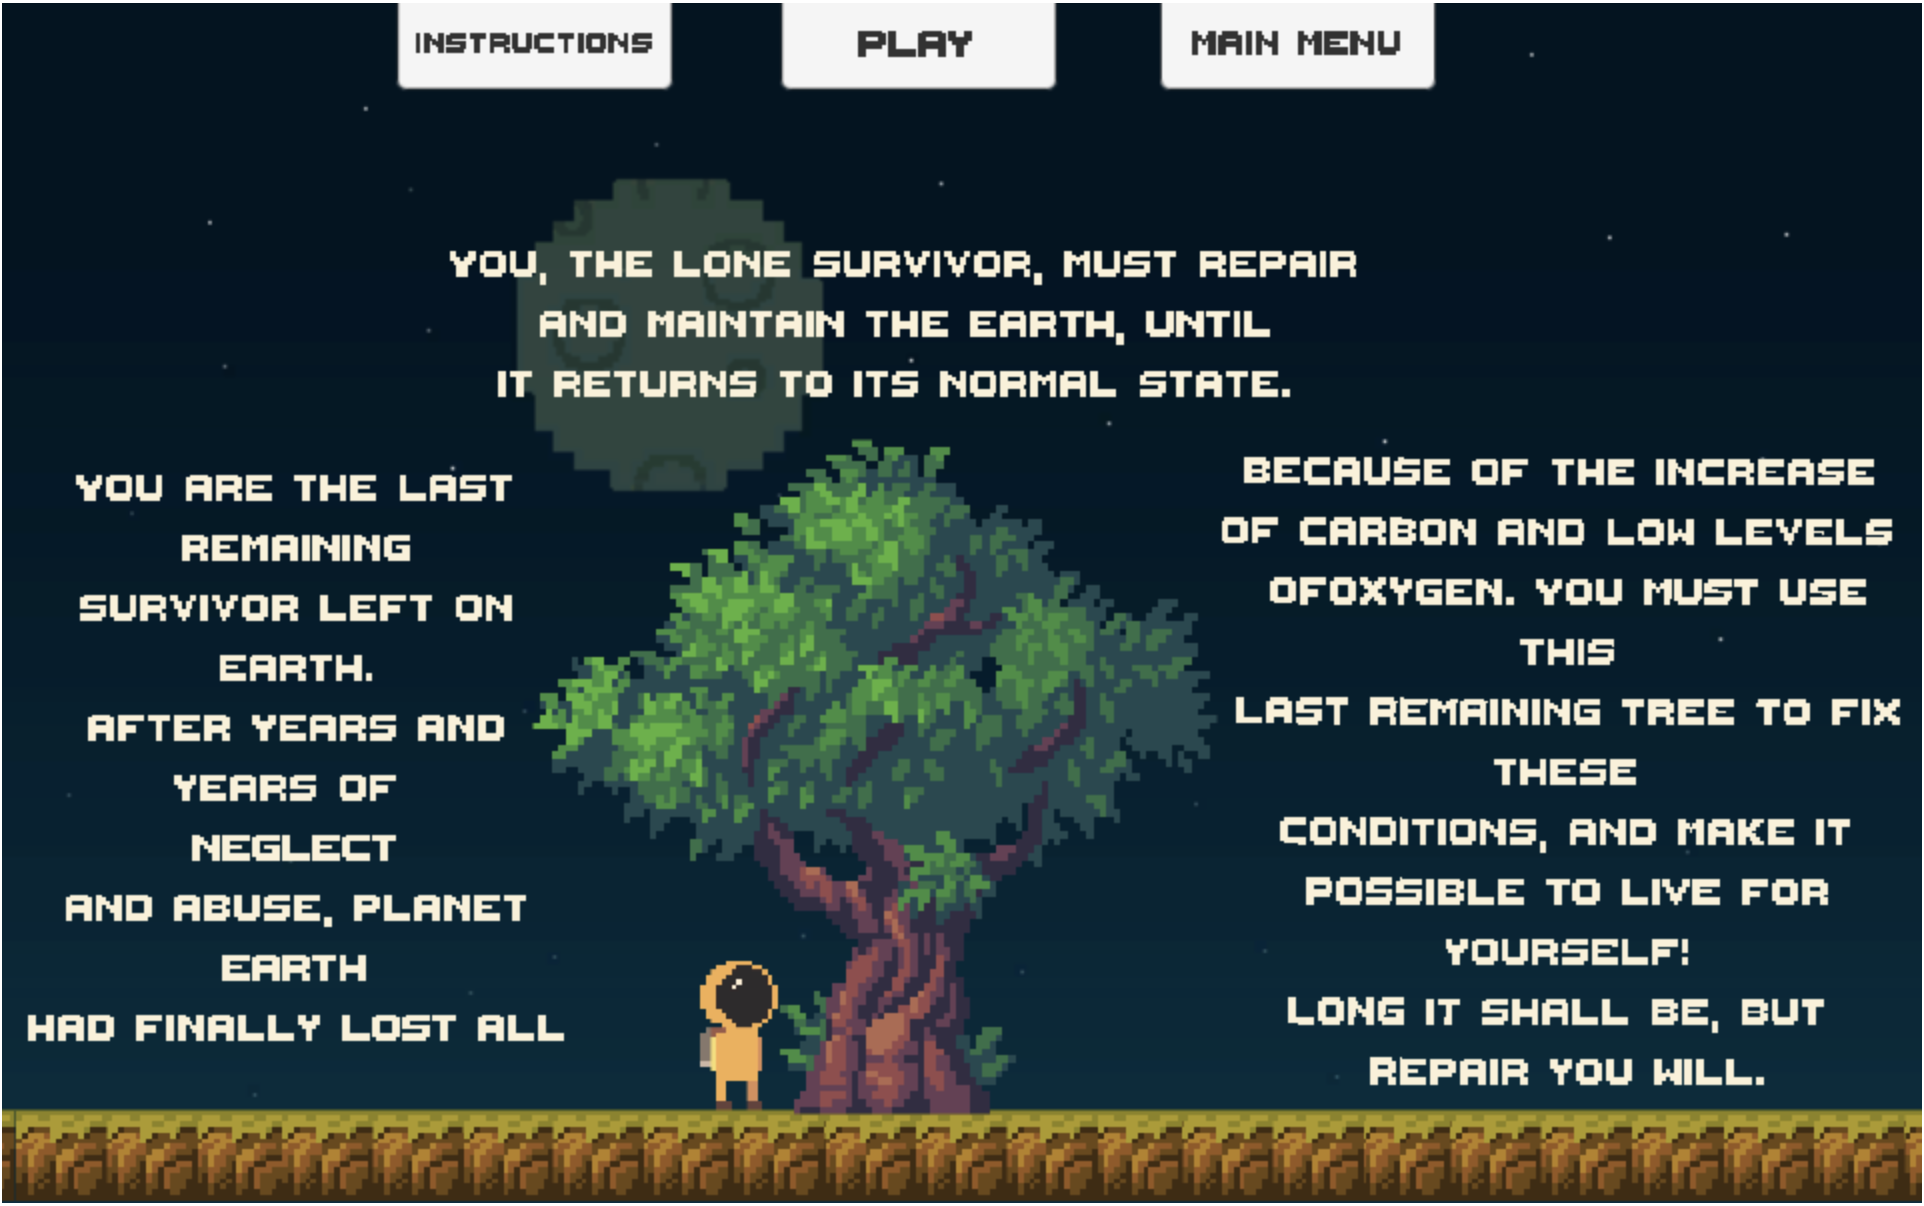 INSTRUCTIONS
PLAY
MAIN MENU
YOU, THE LONE SURVIVOR, MUST REPAIR
AND MAINTAIN THE EARTH, UNTIL
IT RETURNS TO ITS NORMAL STATE.
YOU ARE THE LAST
REMAINING
SURVIVOR LEFT ON
EARTH.
AFTER YEARS AND
YEARS OF
NEGLECT
AND ABUSE, PLANET
EARTH
HAD FINALLY LOST ALL
BECAUSE OF THE INCREASE
OF CARBON AND LOW LEVELS
OFOXYGEN. YOU MUST USE
THIS
LAST REMAINING TREE TO FIX
THESE
CONDITIONS, AND MAKE IT
POSSIBLE TO LIVE FOR
YOURSELF!
LONG IT SHALL BE, BUT
REPAIR YOU WILL.